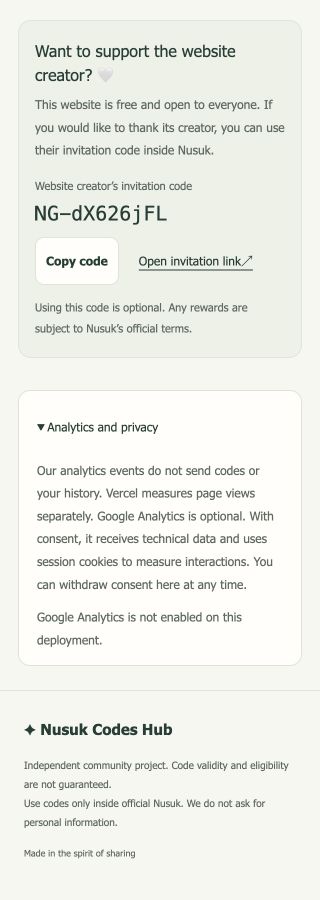 Want to support the website
creator? 🤍
This website is free and open to everyone. If
you would like to thank its creator, you can use
their invitation code inside Nusuk.
Website creator’s invitation code
NG-dX626jFL
Copy code
Open invitation link↗
Using this code is optional. Any rewards are
subject to Nusuk’s official terms.
▼ Analytics and privacy
Our analytics events do not send codes or
your history. Vercel measures page views
separately. Google Analytics is optional. With
consent, it receives technical data and uses
session cookies to measure interactions. You
can withdraw consent here at any time.
Google Analytics is not enabled on this
deployment.
✦ Nusuk Codes Hub
Independent community project. Code validity and eligibility
are not guaranteed.
Use codes only inside official Nusuk. We do not ask for
personal information.
Made in the spirit of sharing